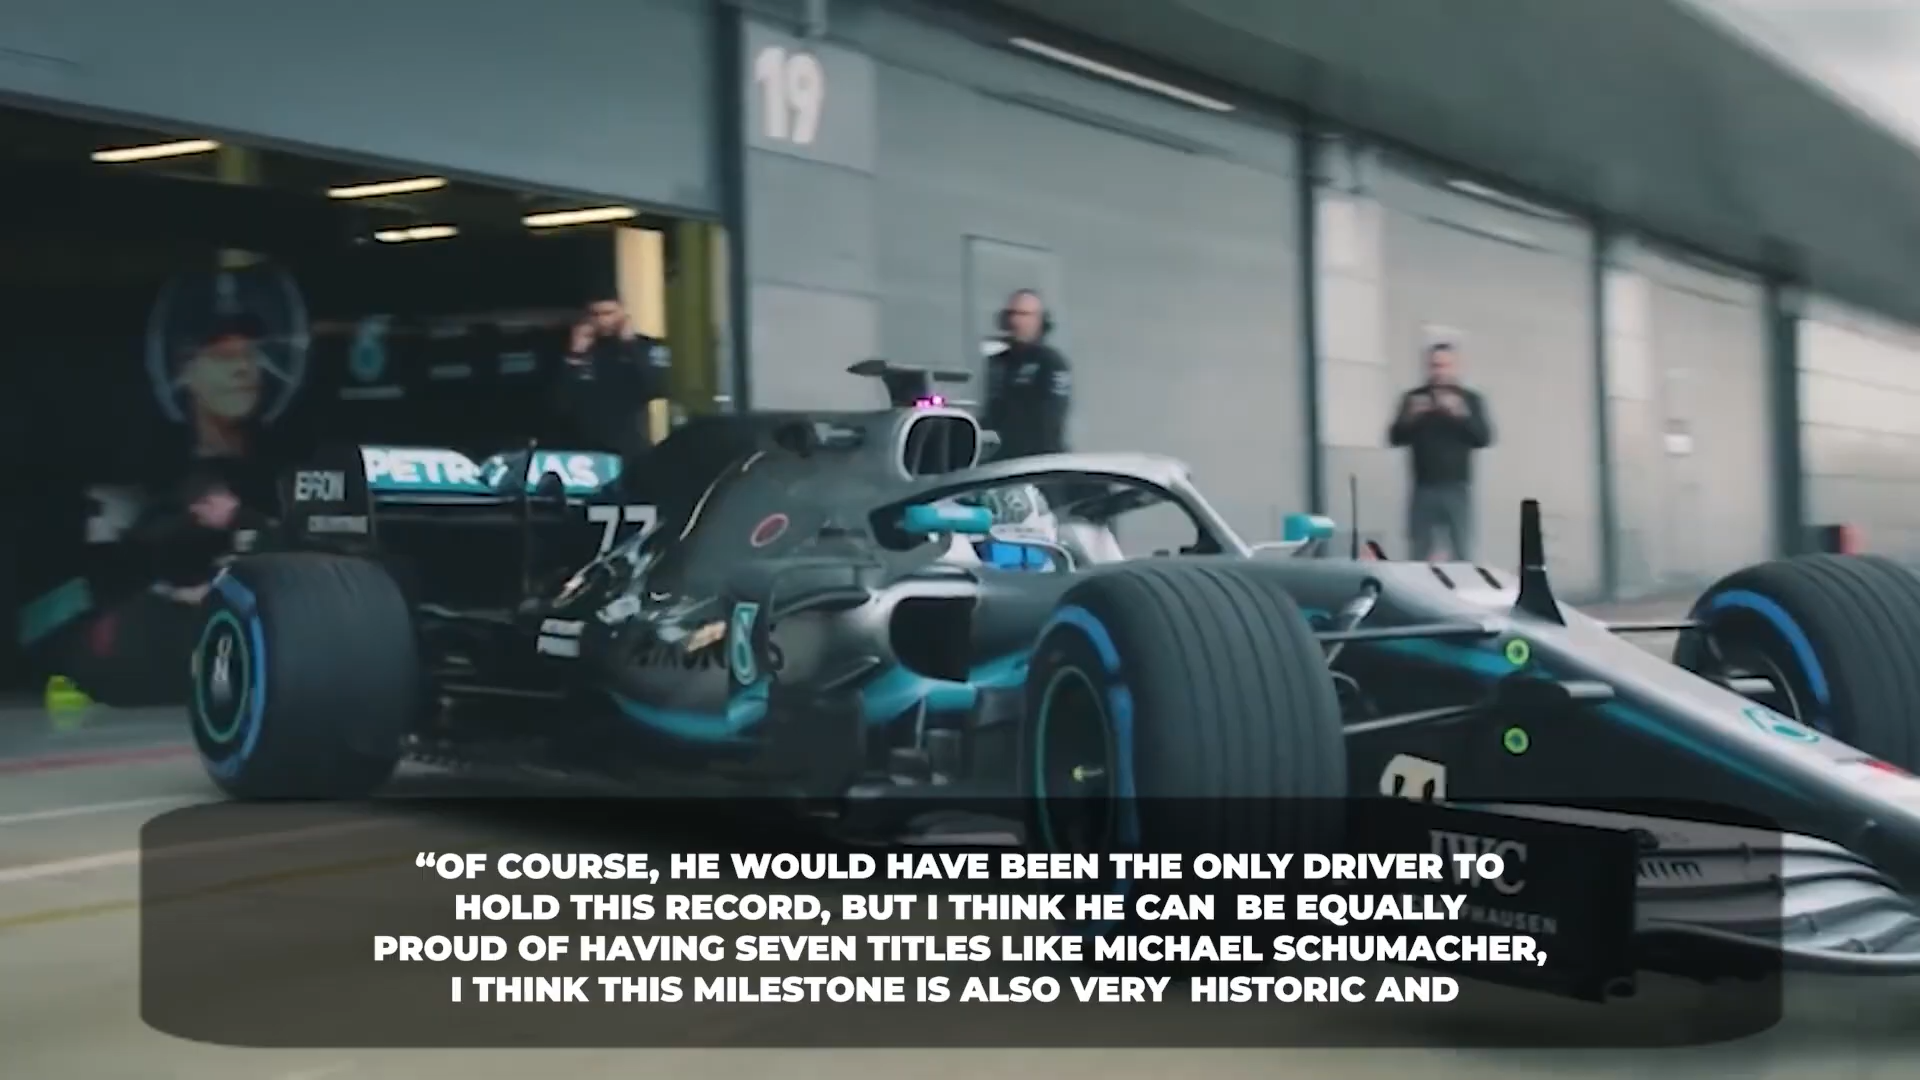 19
PETRONAS
EPSON
77
IWC
“OF COURSE, HE WOULD HAVE BEEN THE ONLY DRIVER TO
HOLD THIS RECORD, BUT I THINK HE CAN  BE EQUALLY
PROUD OF HAVING SEVEN TITLES LIKE MICHAEL SCHUMACHER,
I THINK THIS MILESTONE IS ALSO VERY  HISTORIC AND